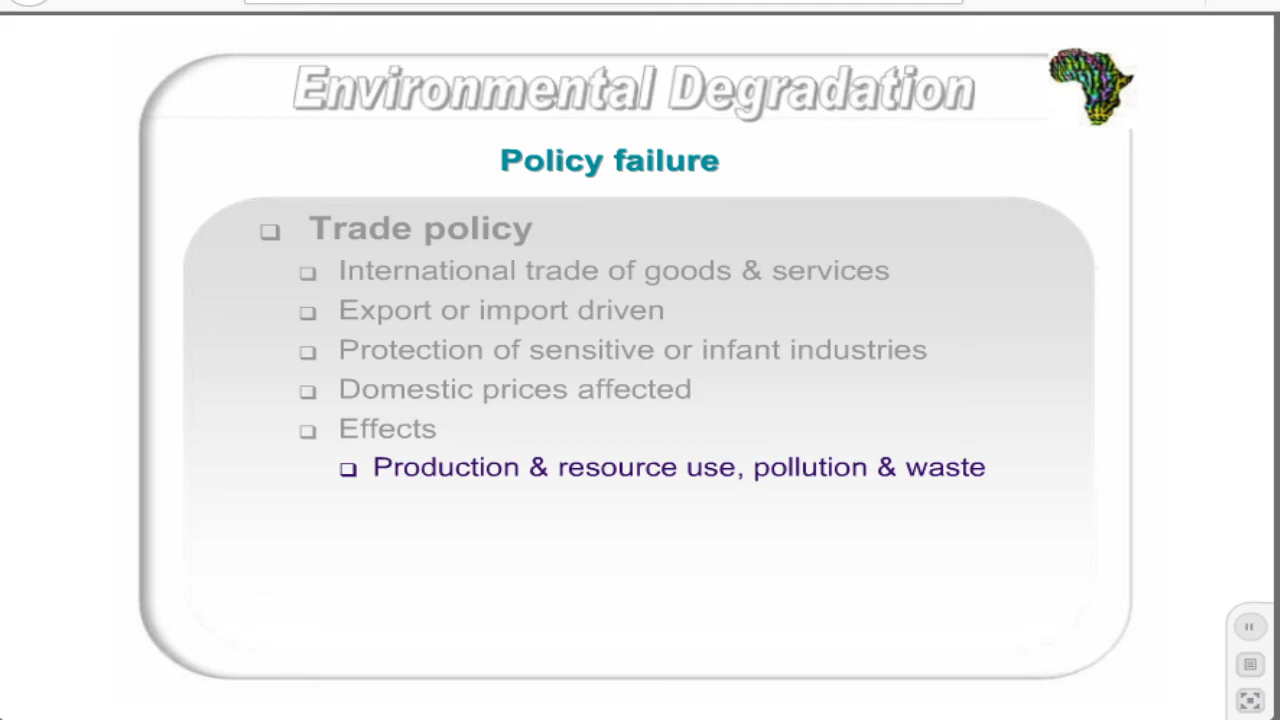 Environmental Degradation
Policy failure
Trade policy
International trade of goods & services
Export or import driven
Protection of sensitive or infant industries
Domestic prices affected
Effects
Production & resource use, pollution & waste